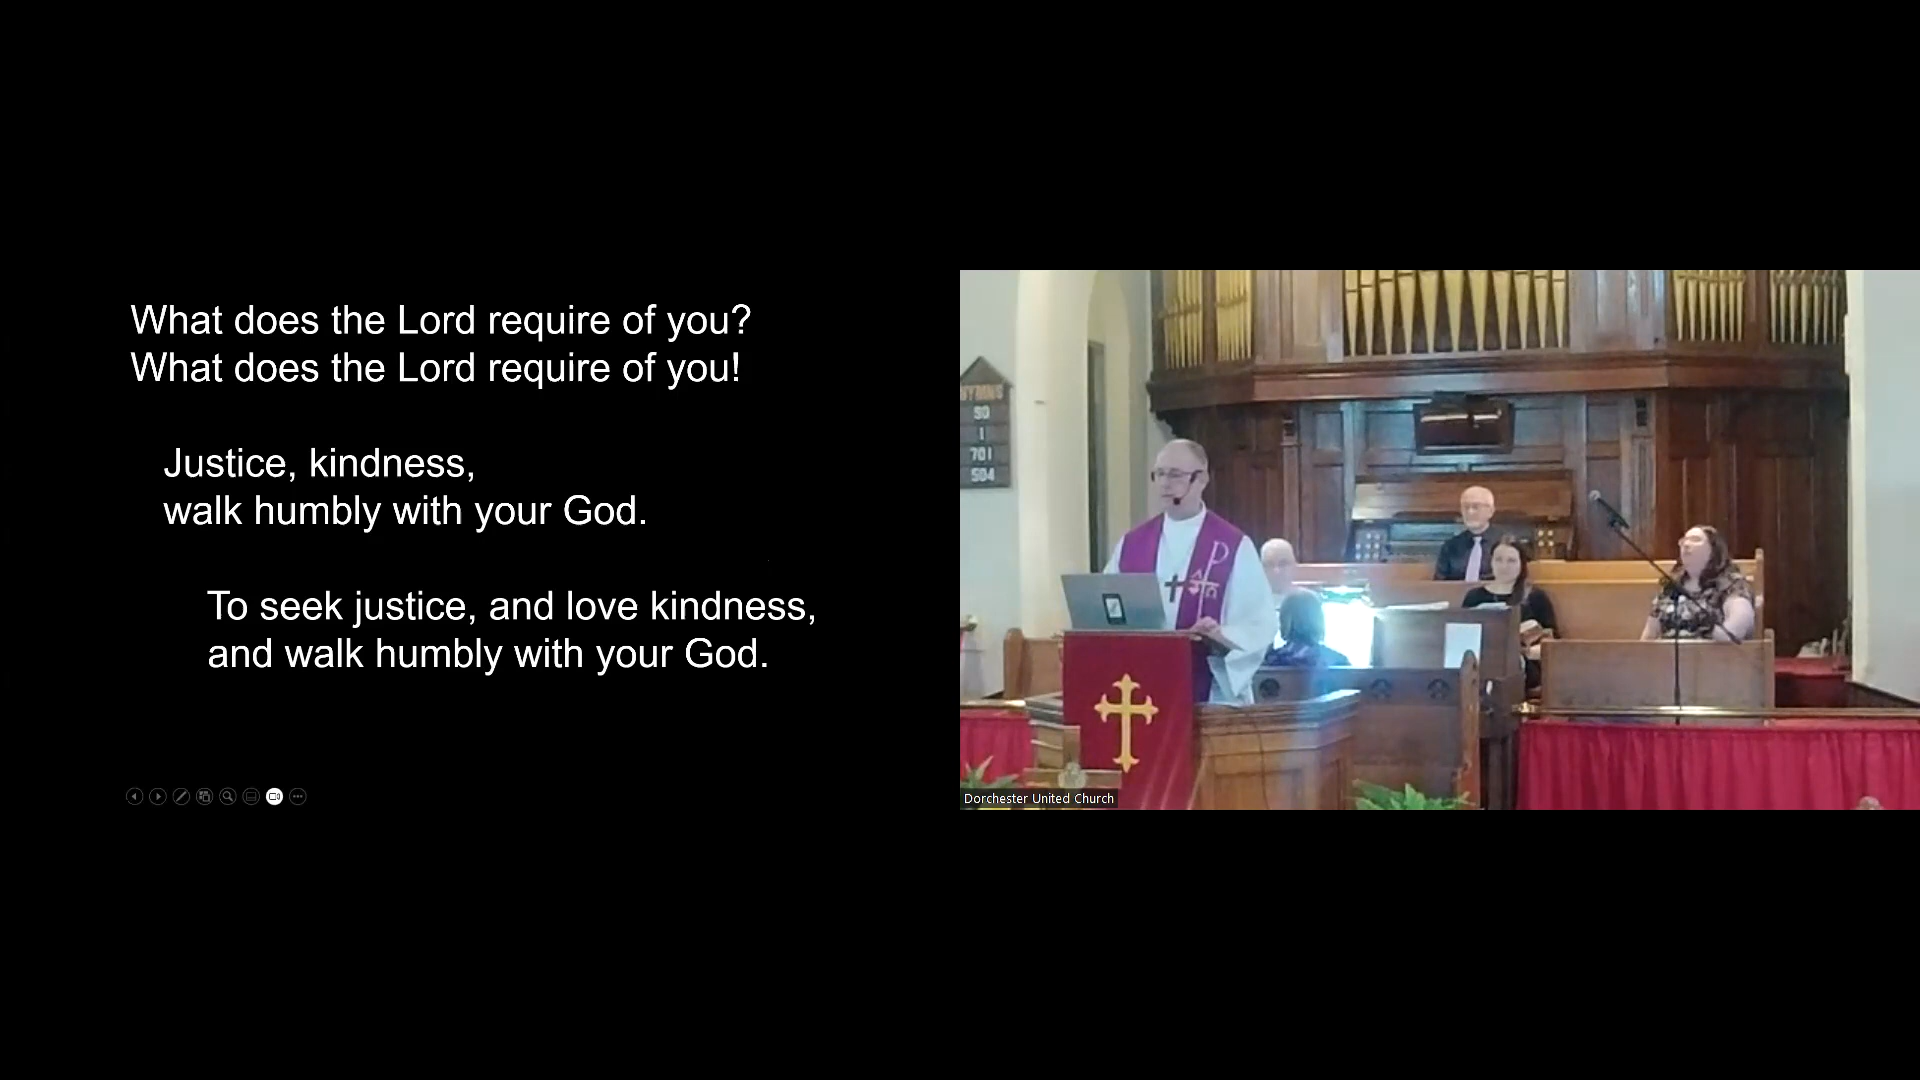 What does the Lord require of you?
What does the Lord require of you!
Justice, kindness,
walk humbly with your God.
To seek justice, and love kindness,
and walk humbly with your God.
HYMNS
90
1
701
504
Dorchester United Church